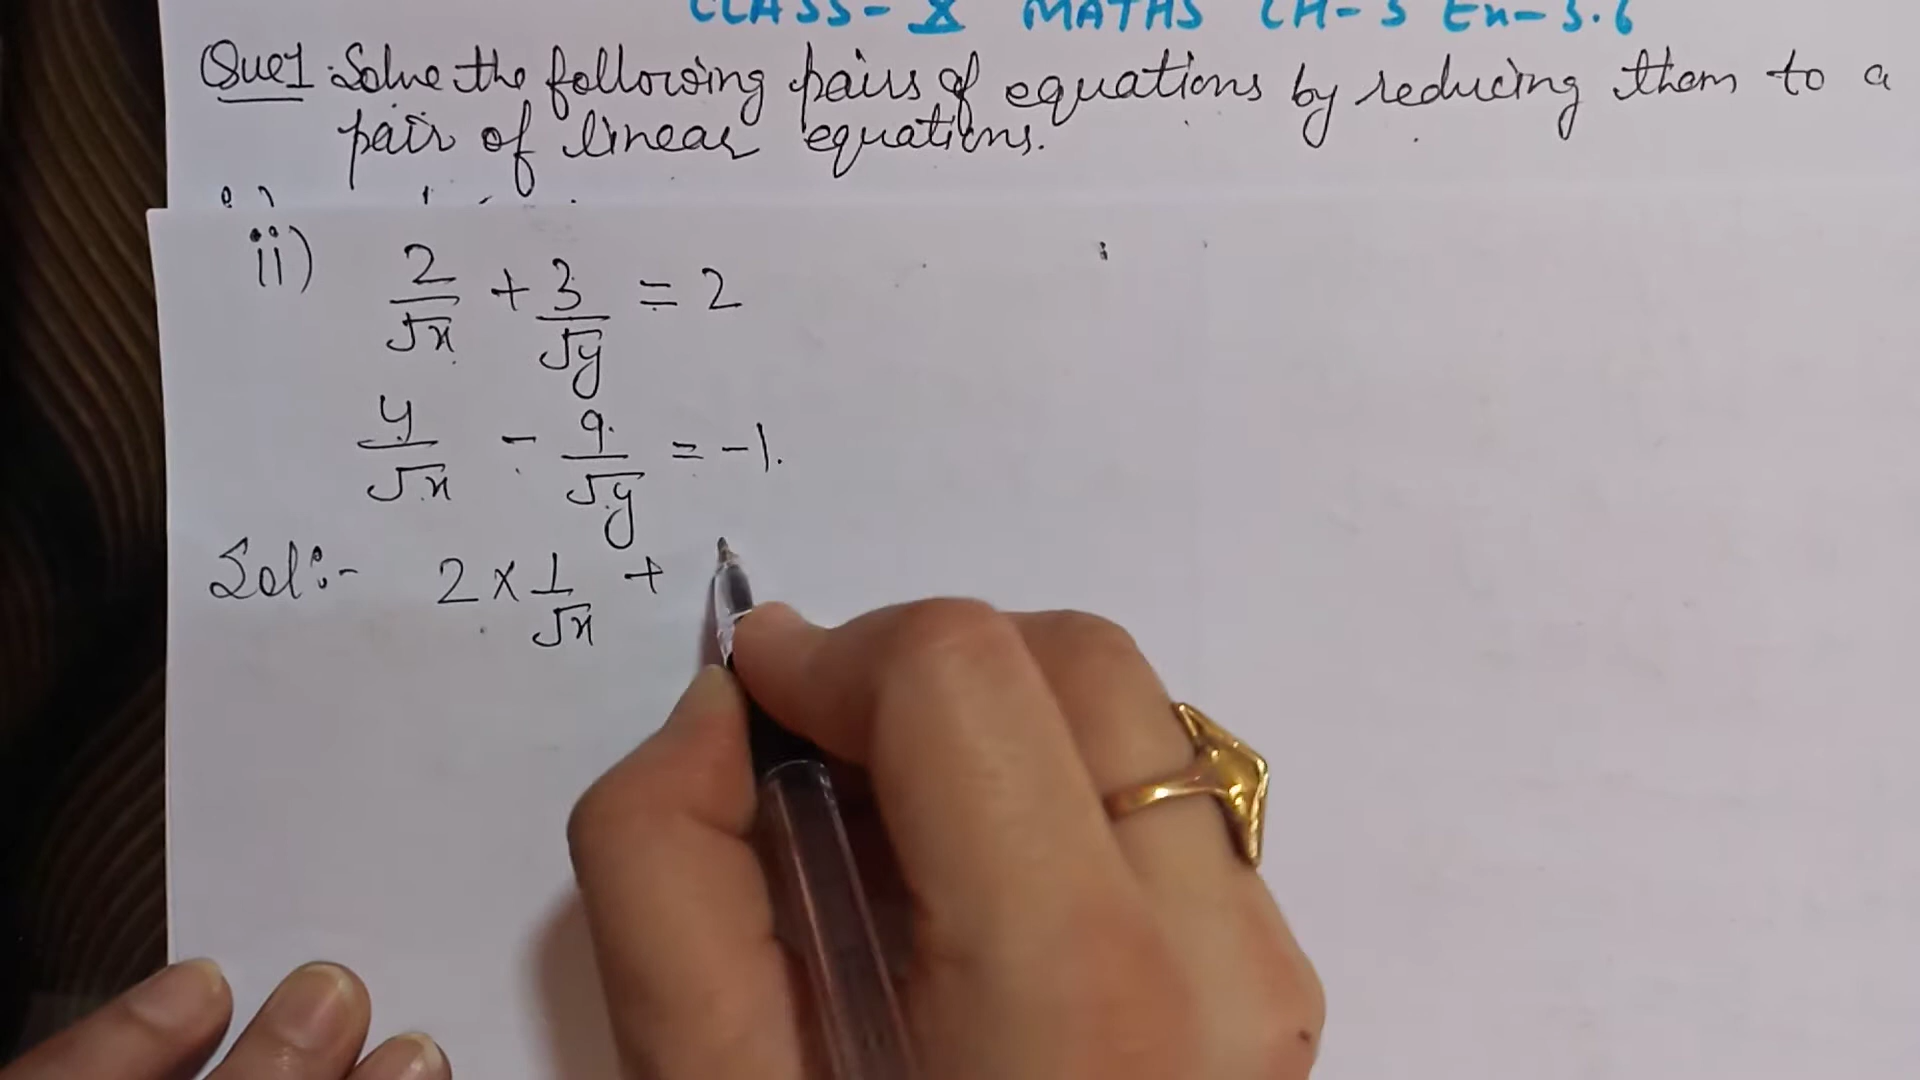 CLASS- X MATHS CH-3 Ex-3.6
Que1. Solve the following pairs of equations by reducing them to a
pair of linear equations.
ii) 2/√x + 3/√y = 2
4/√x - 9/√y = -1.
Sol:- 2 × 1/√x +